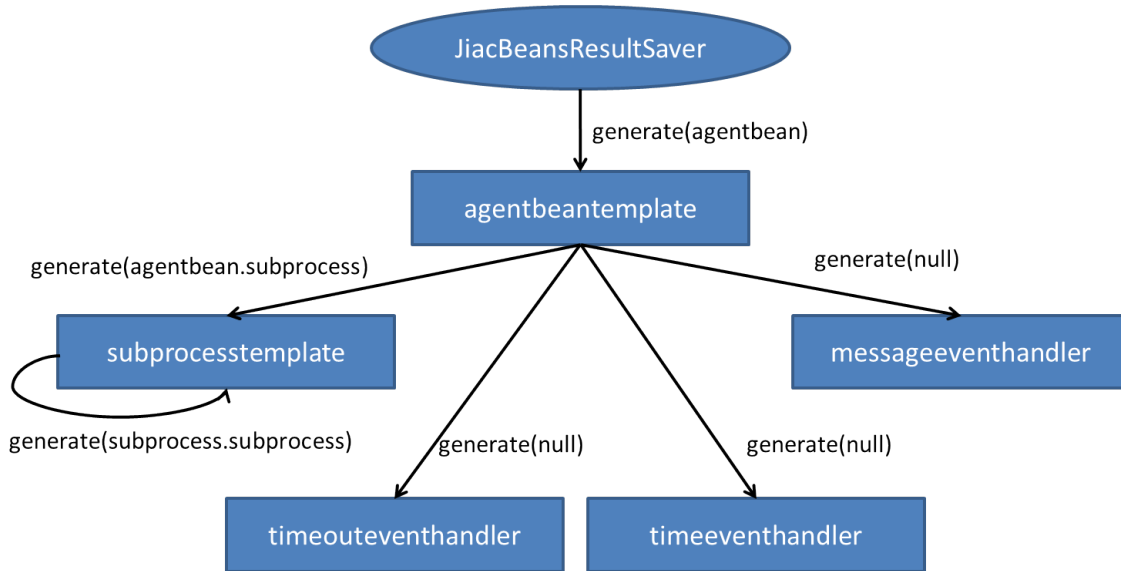 JiacBeansResultSaver
generate(agentbean)
agentbeantemplate
generate(agentbean.subprocess)
generate(null)
subprocesstemplate
messageeventhandler
generate(subprocess.subprocess)
generate(null)
generate(null)
timeouteventhandler
timeeventhandler